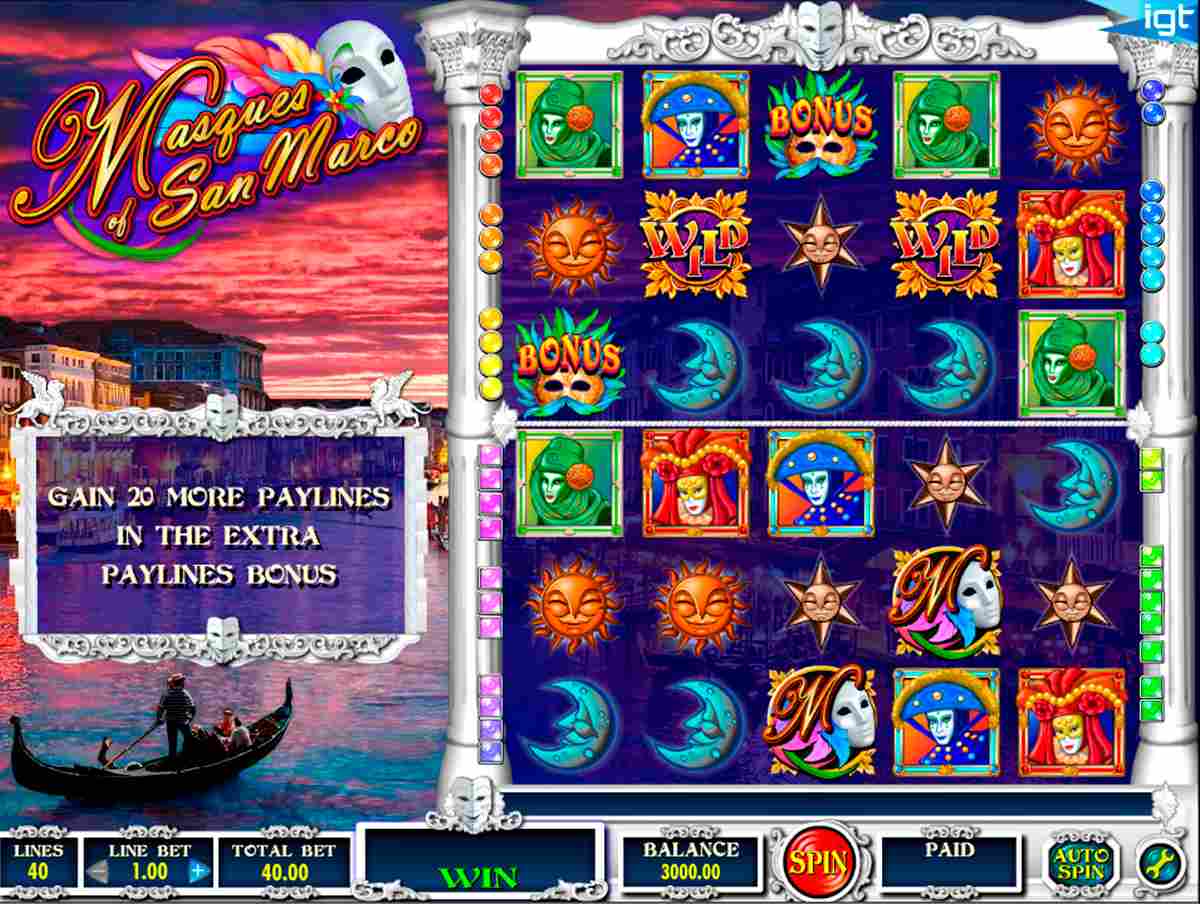 igt
Masques
of San Marco
BONUS
WILD
WILD
BONUS
GAIN 20 MORE PAYLINES
IN THE EXTRA
PAYLINES BONUS
M
M
LINES
40
LINE BET
- 1.00 +
TOTAL BET
40.00
WIN
BALANCE
3000.00
SPIN
PAID
AUTO
SPIN